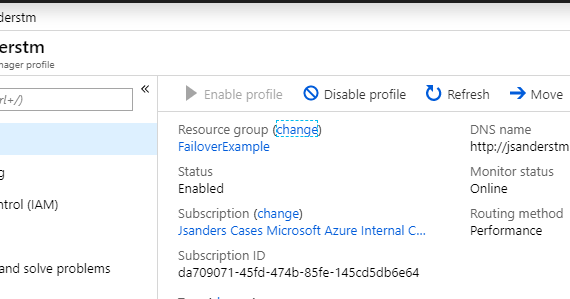 derstm
erstm
nager profile
rl+/)
«
Enable profile
Disable profile
Refresh
Move
Resource group (change)
FailoverExample
DNS name
http://jsanderstm
Status
Enabled
Monitor status
Online
Subscription (change)
Jsanders Cases Microsoft Azure Internal C...
Routing method
Performance
Subscription ID
da709071-45fd-474b-85fe-145cd5db6e64
g
ntrol (IAM)
and solve problems